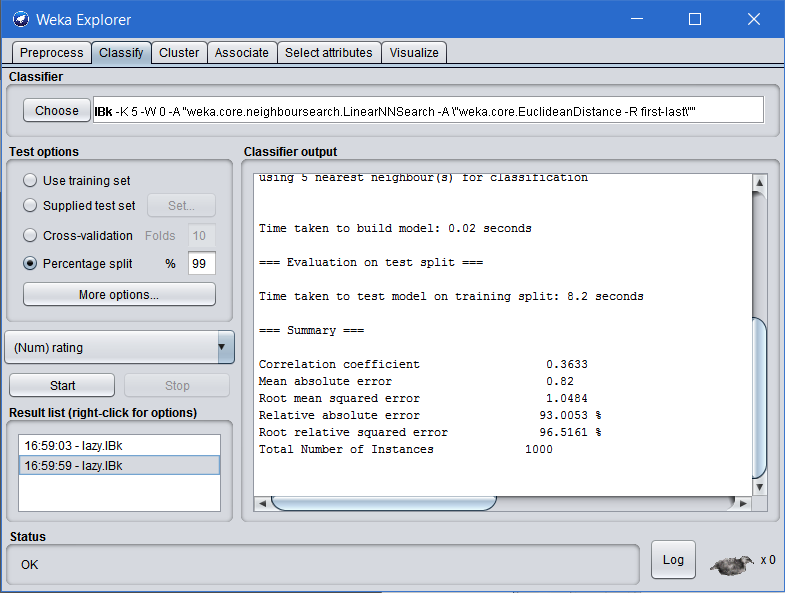 Weka Explorer
Preprocess Classify Cluster Associate Select attributes Visualize
Classifier
Choose IBk -K 5 -W 0 -A "weka.core.neighboursearch.LinearNNSearch -A \"weka.core.EuclideanDistance -R first-last\""
Test options
Use training set
Supplied test set Set...
Cross-validation Folds 10
Percentage split % 99
More options...
(Num) rating
Start Stop
Result list (right-click for options)
16:59:03 - lazy.IBk
16:59:59 - lazy.IBk
Classifier output
using 5 nearest neighbour(s) for classification
Time taken to build model: 0.02 seconds
=== Evaluation on test split ===
Time taken to test model on training split: 8.2 seconds
=== Summary ===
Correlation coefficient 0.3633
Mean absolute error 0.82
Root mean squared error 1.0484
Relative absolute error 93.0053 %
Root relative squared error 96.5161 %
Total Number of Instances 1000
Status
OK
Log x 0